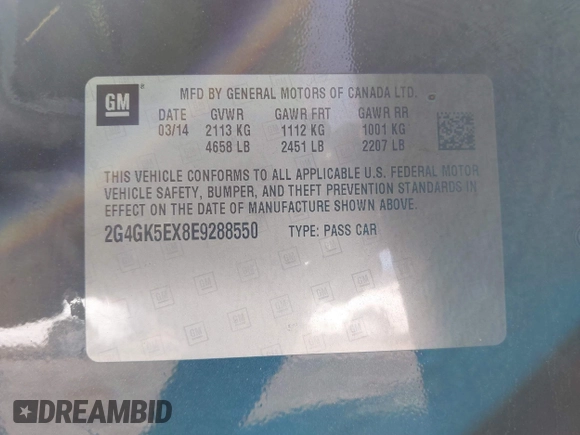 GM
MFD BY GENERAL MOTORS OF CANADA LTD.
DATE GVWR GAWR FRT GAWR RR
03/14 2113 KG 1112 KG 1001 KG
4658 LB 2451 LB 2207 LB
THIS VEHICLE CONFORMS TO ALL APPLICABLE U.S. FEDERAL MOTOR
VEHICLE SAFETY, BUMPER, AND THEFT PREVENTION STANDARDS IN
EFFECT ON THE DATE OF MANUFACTURE SHOWN ABOVE.
2G4GK5EX8E9288550 TYPE: PASS CAR
DREAMBID